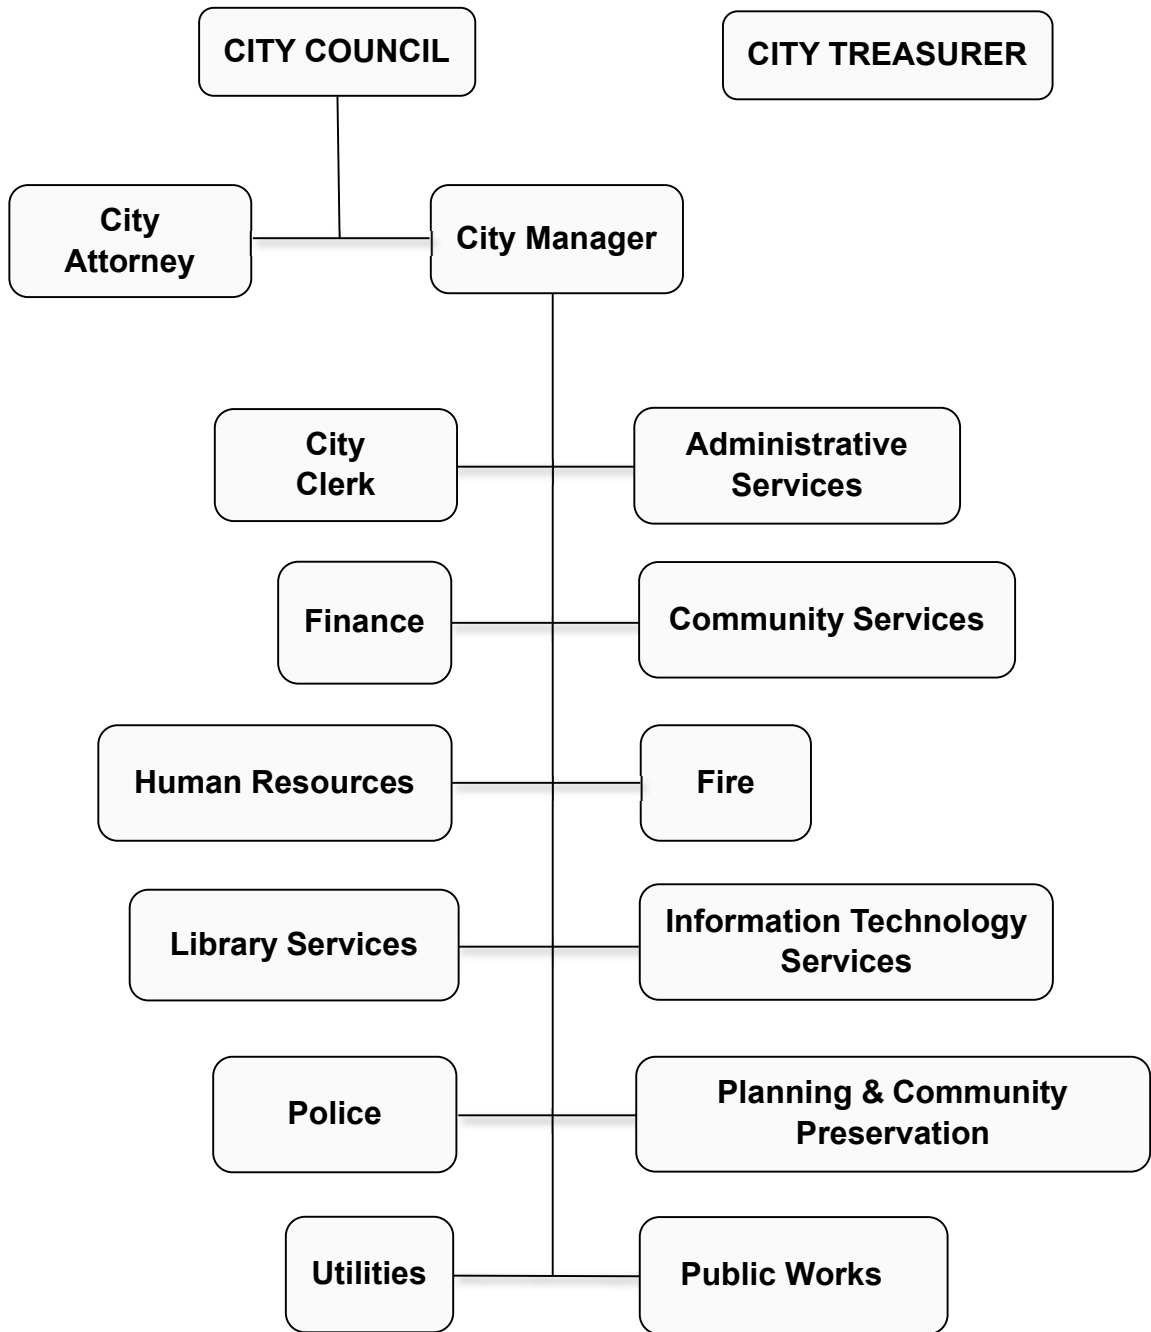 CITY COUNCIL
CITY TREASURER
City
Attorney
City Manager
City
Clerk
Administrative
Services
Finance
Community Services
Human Resources
Fire
Library Services
Information Technology
Services
Police
Planning & Community
Preservation
Utilities
Public Works